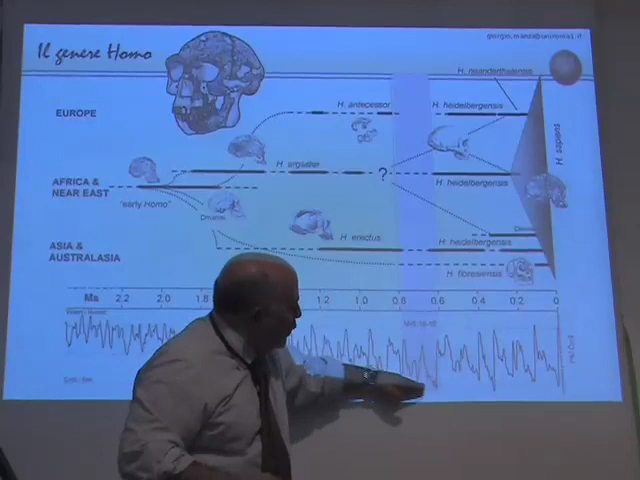 giorgio.manzi@uniroma1.it
Il genere Homo
H. neanderthalensis
EUROPE
H. antecessor
H. heidelbergensis
H. sapiens
H. ergaster
?
AFRICA &
NEAR EAST
H. heidelbergensis
"early Homo"
Dmanisi
H. erectus
H. heidelbergensis
ASIA &
AUSTRALASIA
H. floresiensis
Ma 2.2 2.0 1.8 1.2 1.0 0.8 0.6 0.4 0.2 0